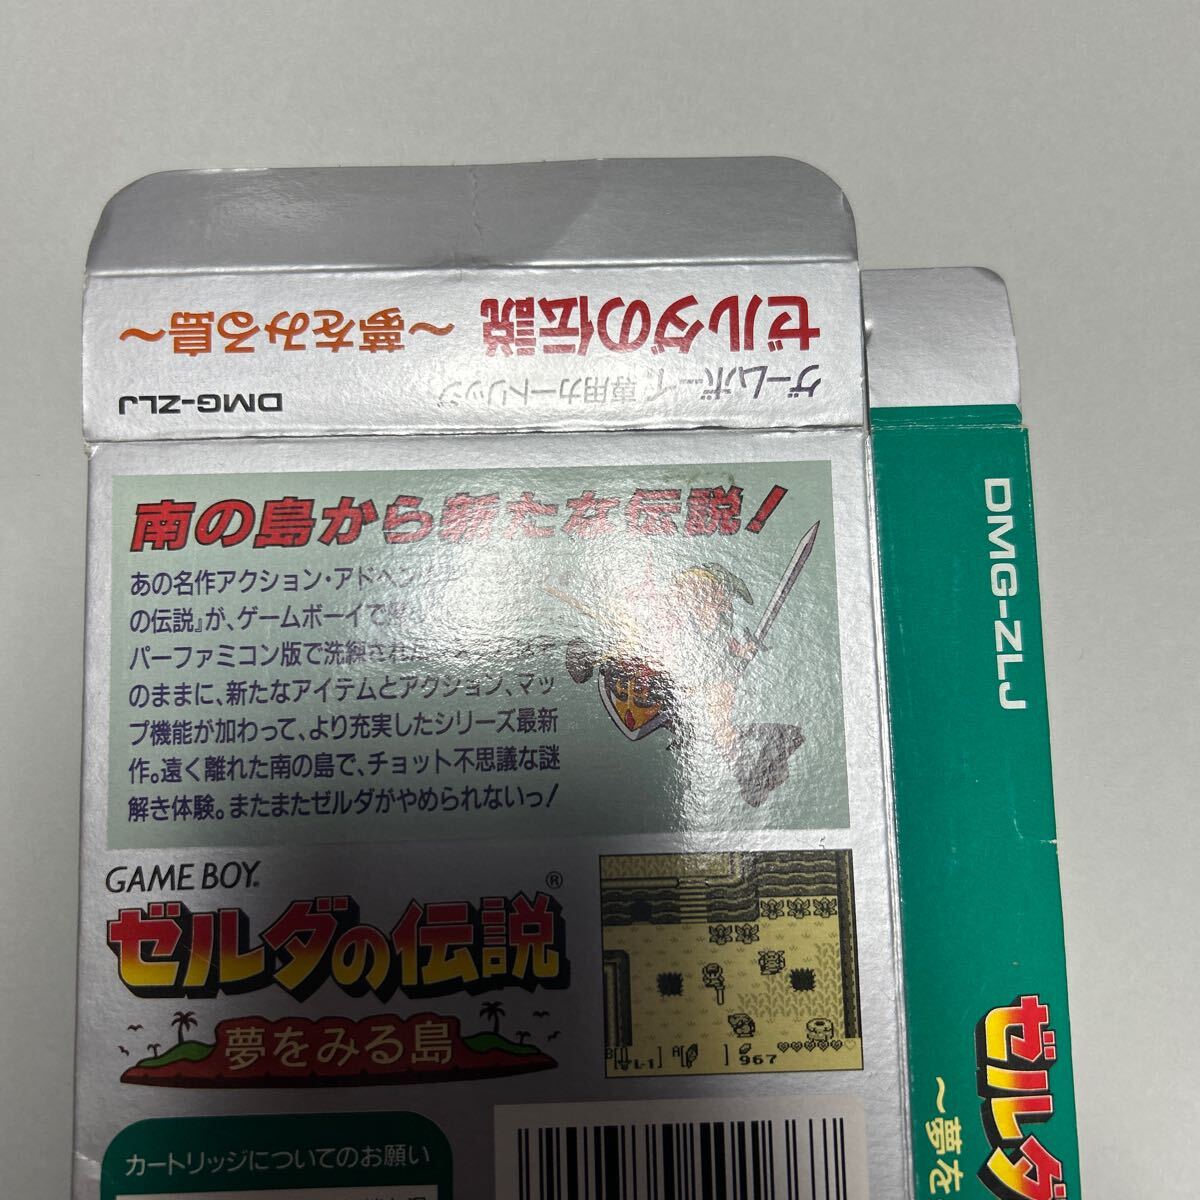 ゲームボーイ専用カートリッジ
DMG-ZLJ
ゼルダの伝説 〜夢をみる島〜
南の島から新たな伝説!
あの名作アクション・アドベン
の伝説』が、ゲームボーイで
パーファミコン版で洗練され
のままに、新たなアイテムとアクション、マッ
プ機能が加わって、より充実したシリーズ最新
作。遠く離れた南の島で、チョット不思議な謎
解き体験。またまたゼルダがやめられないっ!
GAME BOY®
ゼルダの伝説®
夢をみる島
B[ L-1] A[ ] 967
カートリッジについてのお願い
DMG-ZLJ
ゼルダ
〜夢を